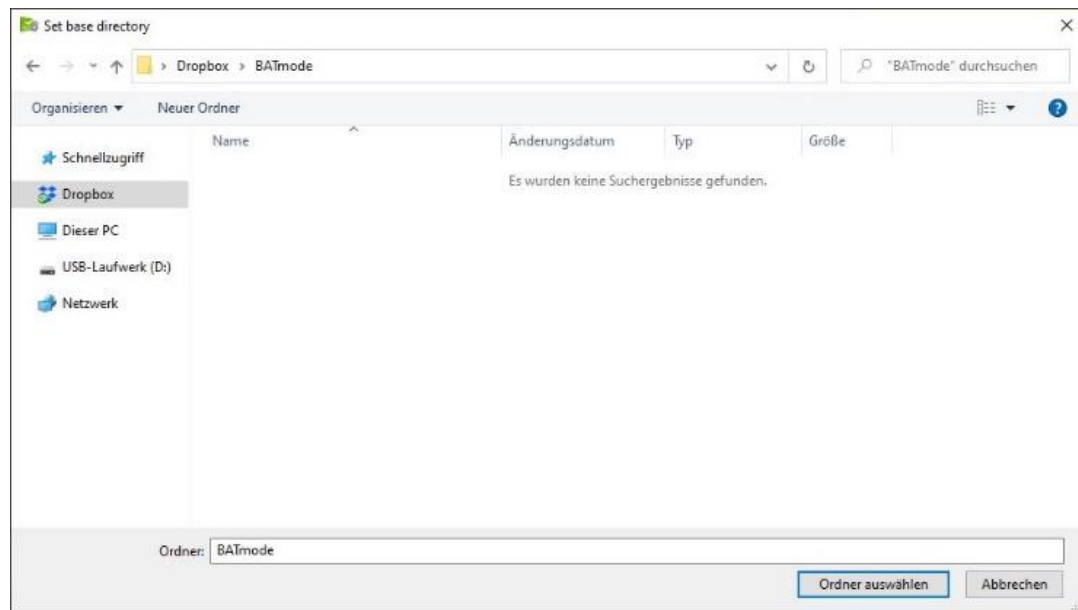 Set base directory
Dropbox > BATmode
"BATmode" durchsuchen
Organisieren
Neuer Ordner
Name
Änderungsdatum
Typ
Größe
Schnellzugriff
Es wurden keine Suchergebnisse gefunden.
Dropbox
Dieser PC
USB-Laufwerk (D:)
Netzwerk
Ordner: BATmode
Ordner auswählen
Abbrechen